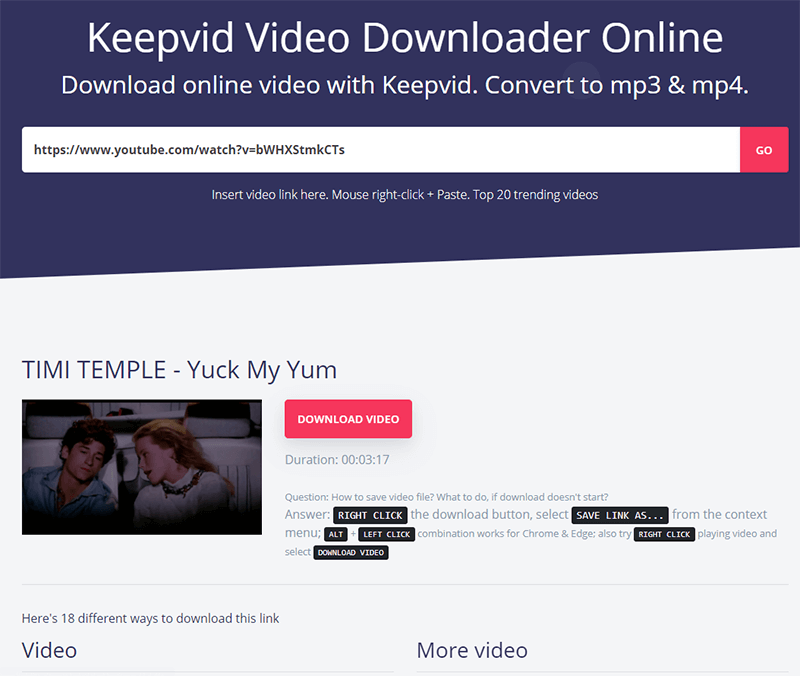 Keepvid Video Downloader Online
Download online video with Keepvid. Convert to mp3 & mp4.
https://www.youtube.com/watch?v=bWHXStmkCTs
GO
Insert video link here. Mouse right-click + Paste. Top 20 trending videos
TIMI TEMPLE - Yuck My Yum
DOWNLOAD VIDEO
Duration: 00:03:17
Question: How to save video file? What to do, if download doesn't start?
Answer: RIGHT CLICK the download button, select SAVE LINK AS... from the context
menu; ALT + LEFT CLICK combination works for Chrome & Edge; also try RIGHT CLICK playing video and
select DOWNLOAD VIDEO
Here's 18 different ways to download this link
Video
More video